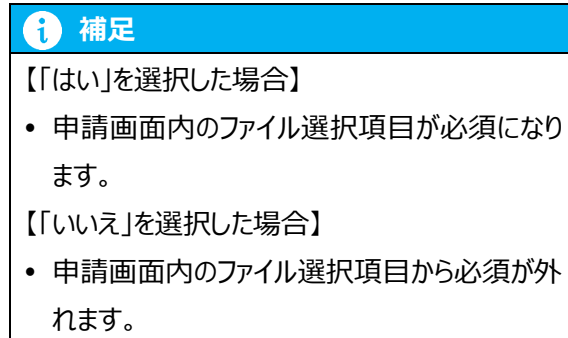 i 補足
【「はい」を選択した場合】
• 申請画面内のファイル選択項目が必須になり
ます。
【「いいえ」を選択した場合】
• 申請画面内のファイル選択項目から必須が外
れます。